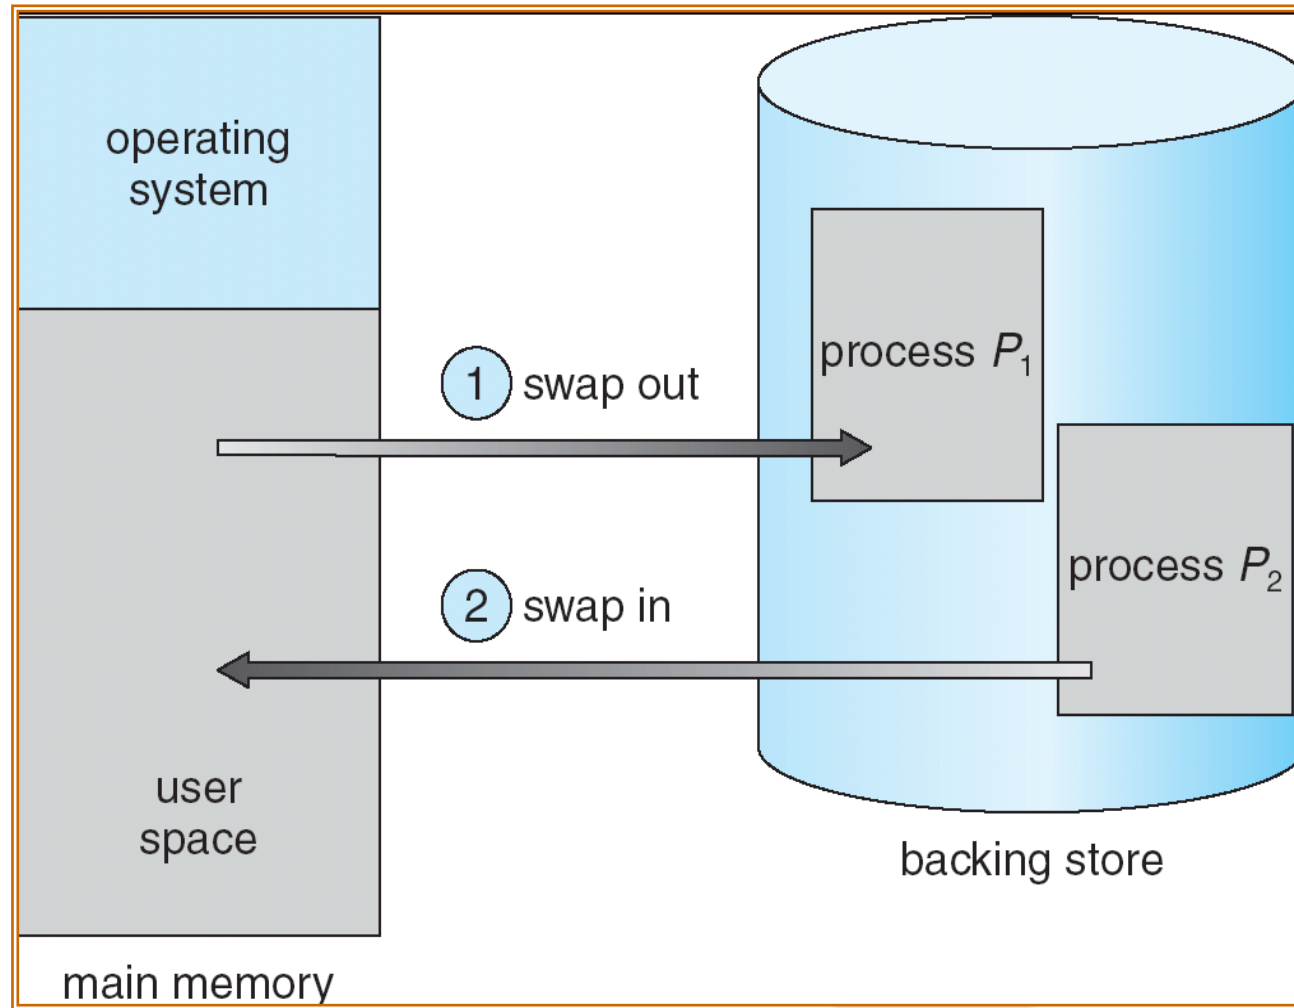 operating
system
process P₁
1 swap out
process P₂
2 swap in
user
space
backing store
main memory